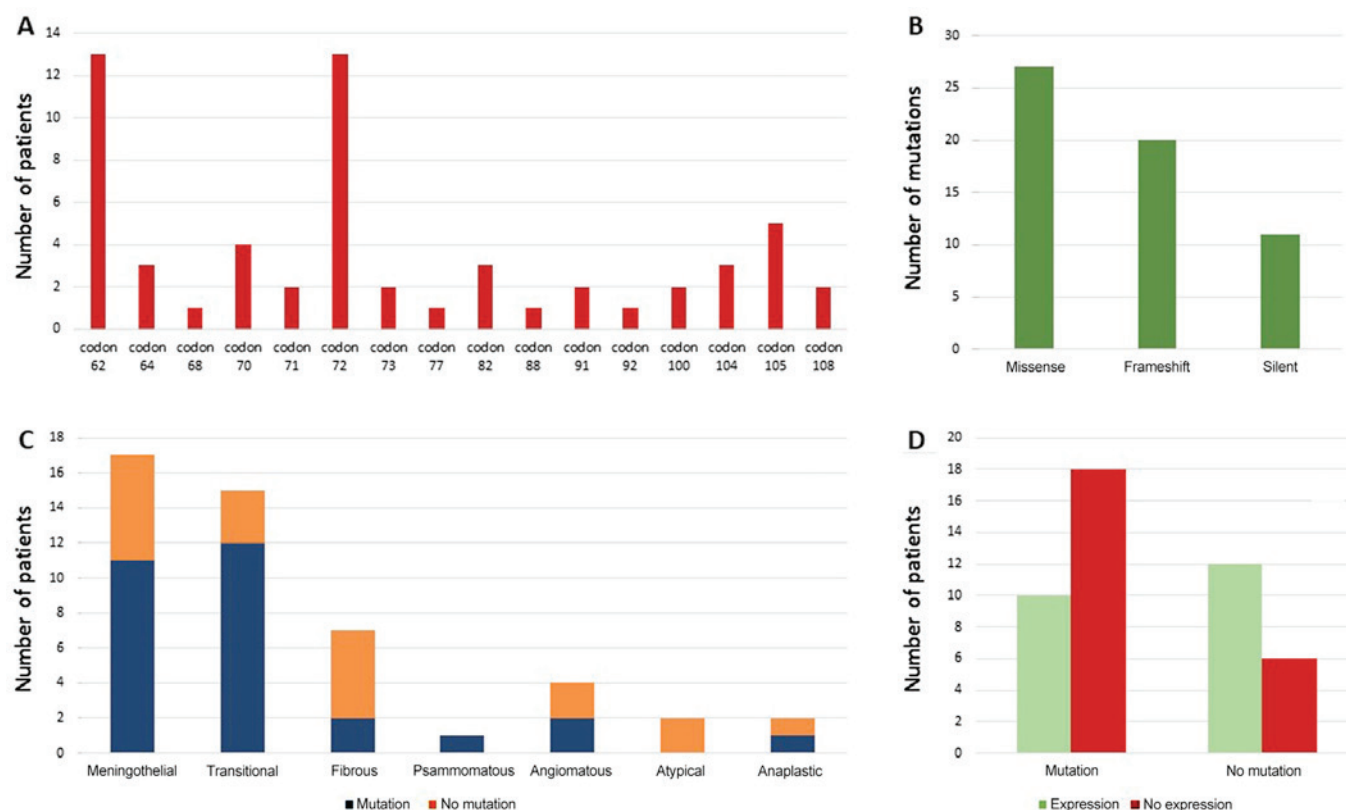 A
Number of patients
14
12
10
8
6
4
2
0
codon 62 codon 64 codon 68 codon 70 codon 71 codon 72 codon 73 codon 77 codon 82 codon 88 codon 91 codon 92 codon 100 codon 104 codon 105 codon 108
B
Number of mutations
30
25
20
15
10
5
0
Missense Frameshift Silent
C
Number of patients
18
16
14
12
10
8
6
4
2
0
Meningothelial Transitional Fibrous Psammomatous Angiomatous Atypical Anaplastic
Mutation No mutation
D
Number of patients
20
18
16
14
12
10
8
6
4
2
0
Mutation No mutation
Expression No expression